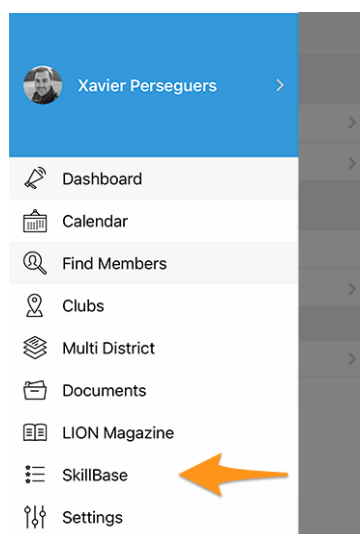 Xavier Perseguers
Dashboard
Calendar
Find Members
Clubs
Multi District
Documents
LION Magazine
SkillBase
Settings